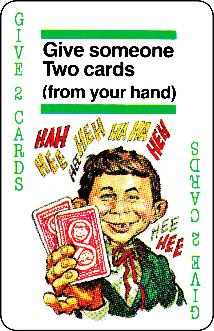 GIVE 2 CARDS
Give someone
Two cards
(from your hand)
HAH
HEE
HEE
HEH
HA HA
HEH
HEE
HEE
GIVE 2 CARDS